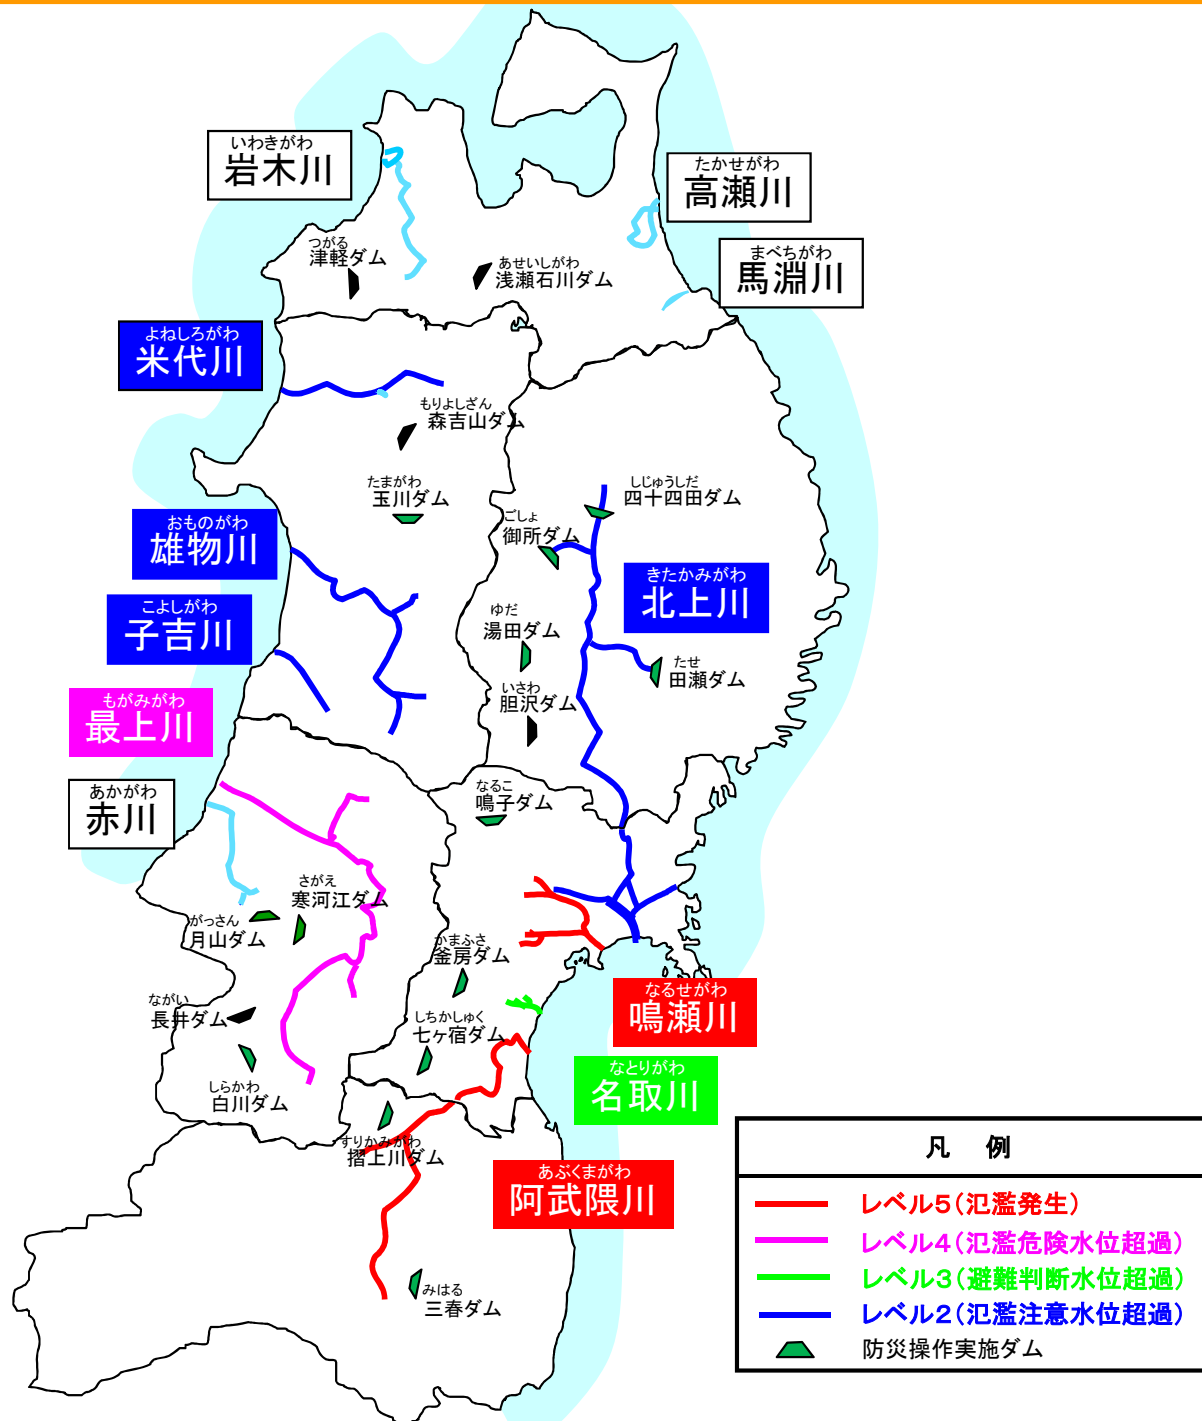 いわきがわ
岩木川
たかせがわ
高瀬川
つがる
津軽ダム
あせいしがわ
浅瀬石川ダム
まべちがわ
馬淵川
よねしろがわ
米代川
もりよしざん
森吉山ダム
たまがわ
玉川ダム
しじゅうしだ
四十四田ダム
ごしょ
御所ダム
おものがわ
雄物川
きたかみがわ
北上川
こよしがわ
子吉川
ゆだ
湯田ダム
たせ
田瀬ダム
いさわ
胆沢ダム
もがみがわ
最上川
あかがわ
赤川
なるこ
鳴子ダム
さがえ
寒河江ダム
がっさん
月山ダム
かまふさ
釜房ダム
ながい
長井ダム
しちかしゅく
七ヶ宿ダム
なるせがわ
鳴瀬川
なとりがわ
名取川
しらかわ
白川ダム
すりかみがわ
摺上川ダム
あぶくまがわ
阿武隈川
みはる
三春ダム
凡 例
レベル5(氾濫発生)
レベル4(氾濫危険水位超過)
レベル3(避難判断水位超過)
レベル2(氾濫注意水位超過)
防災操作実施ダム